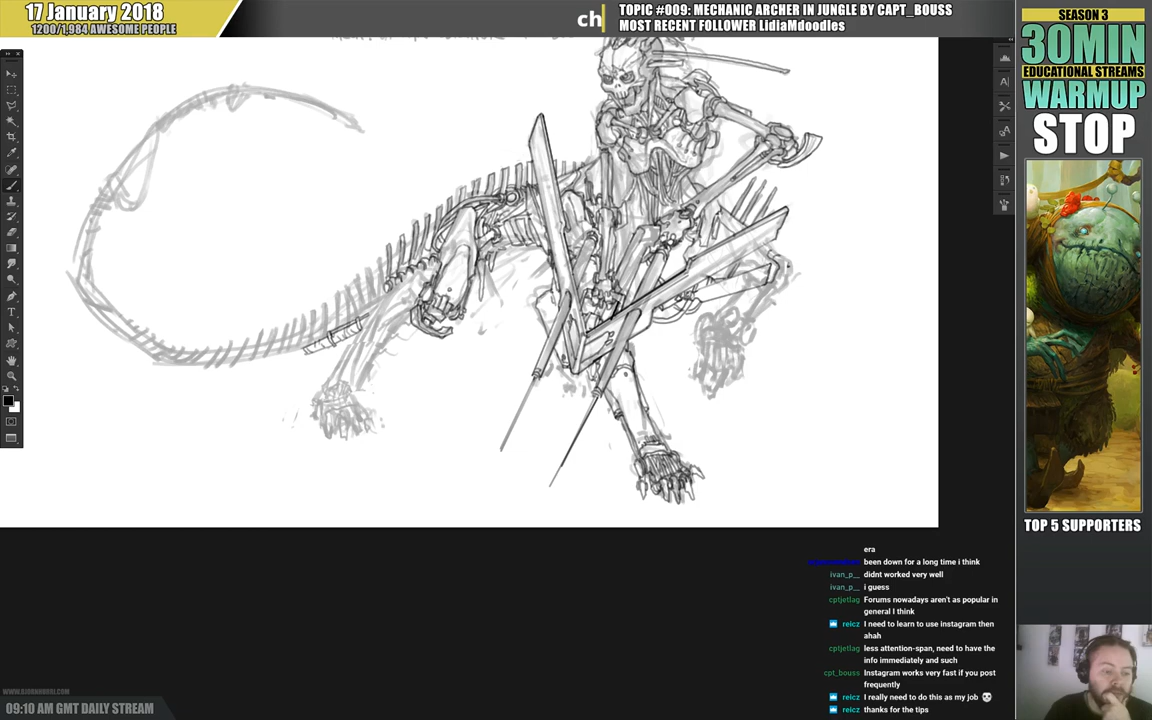 17 January 2018
1200/1,984 AWESOME PEOPLE
ch
TOPIC #009: MECHANIC ARCHER IN JUNGLE BY CAPT_BOUSS
MOST RECENT FOLLOWER LidiaMdoodles
SEASON 3
30MIN
EDUCATIONAL STREAMS
WARMUP
STOP
TOP 5 SUPPORTERS
era
been down for a long time i think
ivan_p__ didnt worked very well
ivan_p__ i guess
cptjetlag Forums nowadays aren't as popular in
general I think
reicz I need to learn to use instagram then
ahah
cptjetlag less attention-span, need to have the
info immediately and such
cpt_bouss Instagram works very fast if you post
frequently
reicz I really need to do this as my job
reicz thanks for the tips
WWW.BJORNHURRI.COM
09:10 AM GMT DAILY STREAM